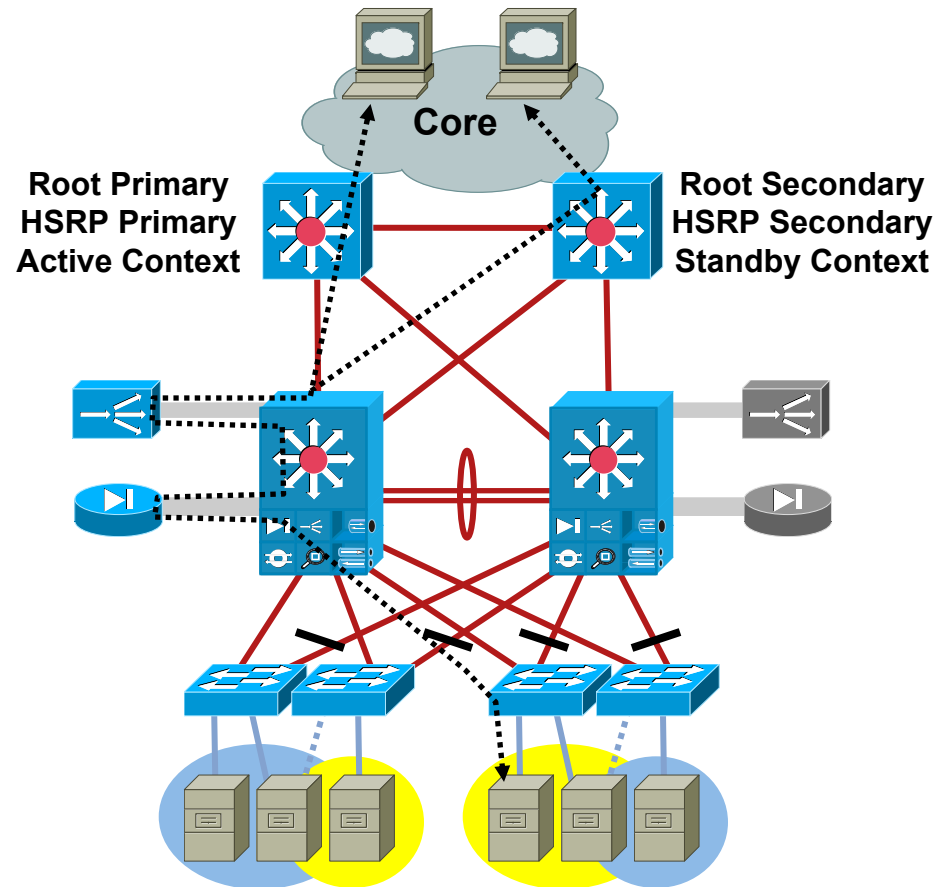 Core
Root Primary
HSRP Primary
Active Context
Root Secondary
HSRP Secondary
Standby Context